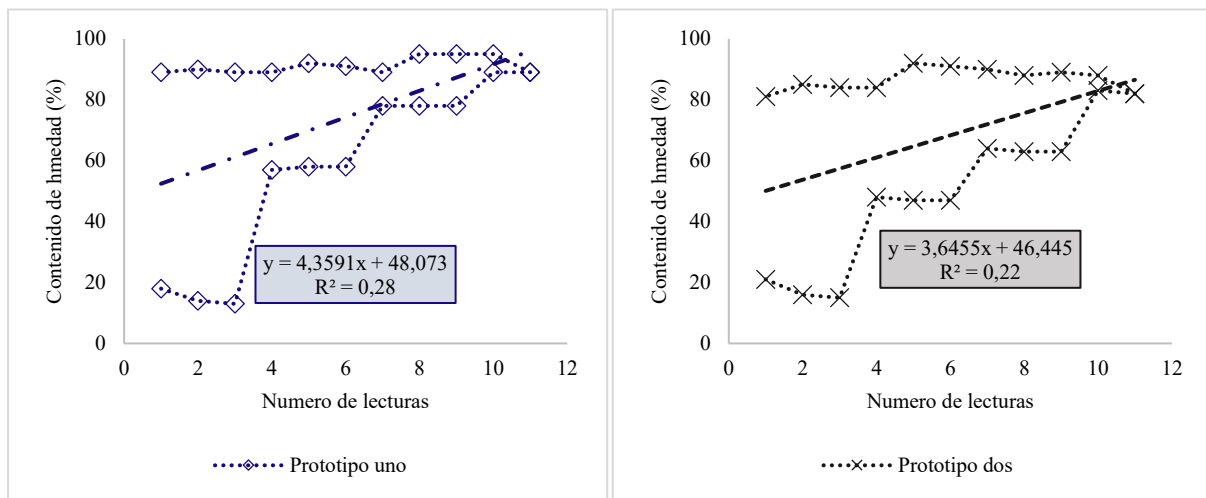 Contenido de hmedad (%)
100
80
60
40
20
0
y = 4,3591x + 48,073
R² = 0,28
0 2 4 6 8 10 12
Numero de lecturas
Prototipo uno
Contenido de hmedad (%)
100
80
60
40
20
0
y = 3,6455x + 46,445
R² = 0,22
0 2 4 6 8 10 12
Numero de lecturas
Prototipo dos